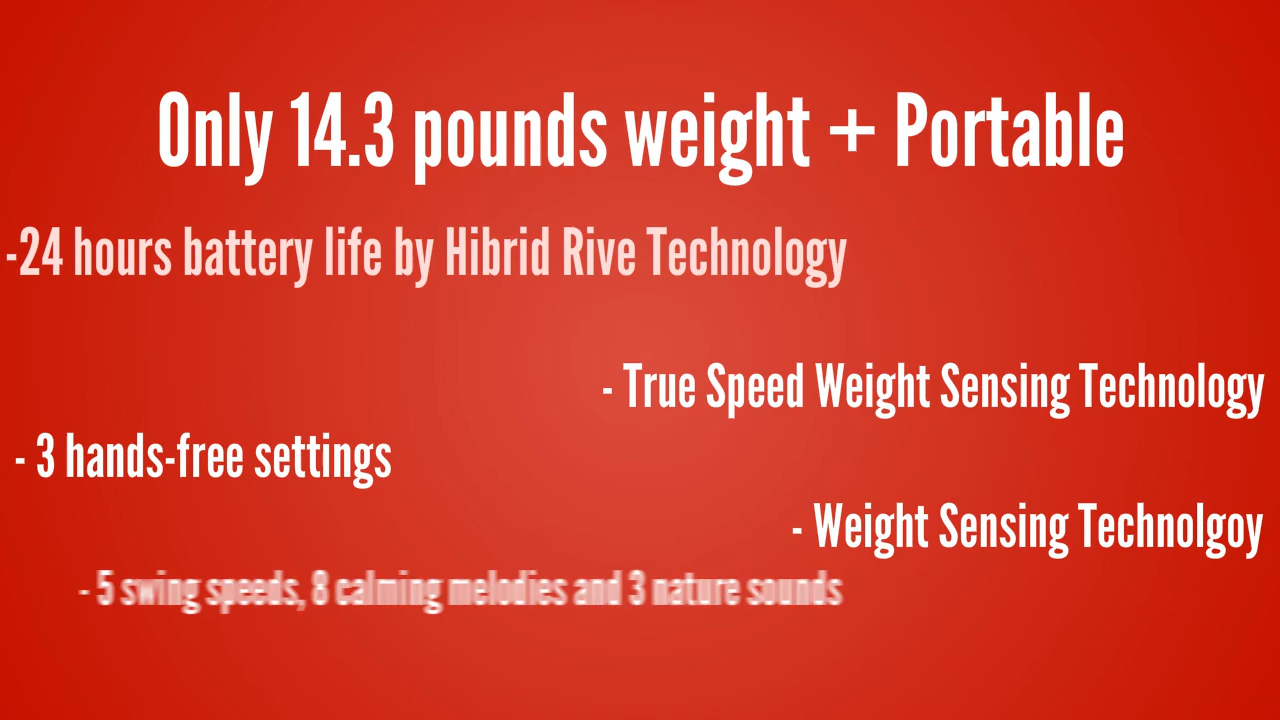 Only 14.3 pounds weight + Portable
-24 hours battery life by Hibrid Rive Technology
- True Speed Weight Sensing Technology
- 3 hands-free settings
- Weight Sensing Technolgoy
- 5 swing speeds, 8 calming melodies and 3 nature sounds